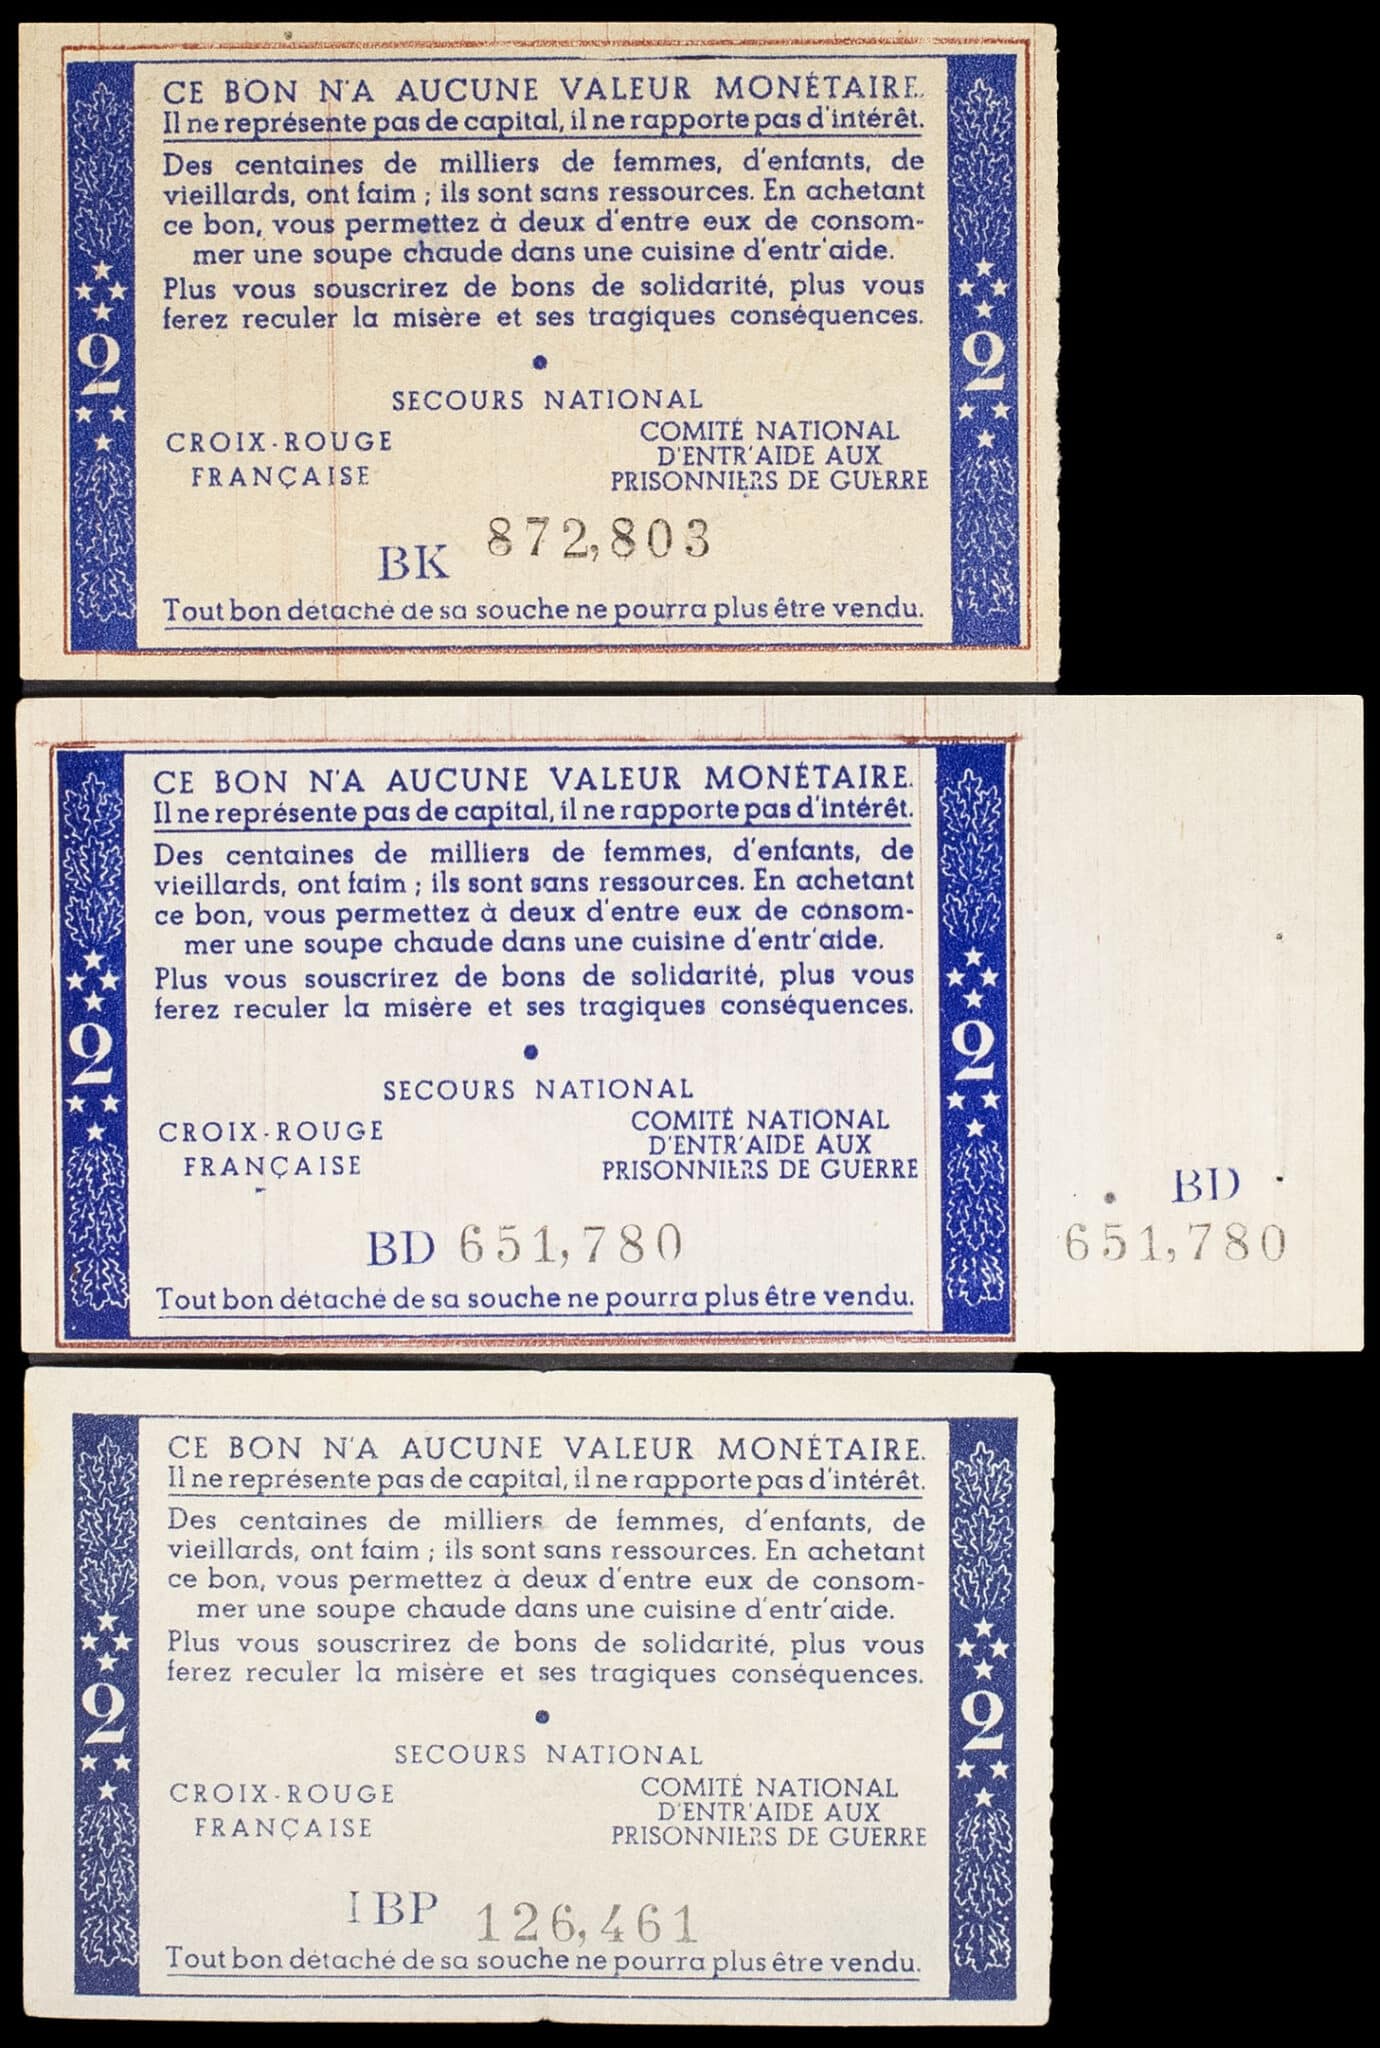 CE BON N'A AUCUNE VALEUR MONÉTAIRE.
Il ne représente pas de capital, il ne rapporte pas d'intérêt.
Des centaines de milliers de femmes, d'enfants, de
vieillards, ont faim ; ils sont sans ressources. En achetant
ce bon, vous permettez à deux d'entre eux de consom-
mer une soupe chaude dans une cuisine d'entr'aide.
Plus vous souscrirez de bons de solidarité, plus vous
ferez reculer la misère et ses tragiques conséquences.
2
2
SECOURS NATIONAL
CROIX-ROUGE
FRANÇAISE
COMITÉ NATIONAL
D'ENTR'AIDE AUX
PRISONNIERS DE GUERRE
BK 872,803
Tout bon détaché de sa souche ne pourra plus être vendu.
CE BON N'A AUCUNE VALEUR MONÉTAIRE.
Il ne représente pas de capital, il ne rapporte pas d'intérêt.
Des centaines de milliers de femmes, d'enfants, de
vieillards, ont faim ; ils sont sans ressources. En achetant
ce bon, vous permettez à deux d'entre eux de consom-
mer une soupe chaude dans une cuisine d'entr'aide.
Plus vous souscrirez de bons de solidarité, plus vous
ferez reculer la misère et ses tragiques conséquences.
2
2
SECOURS NATIONAL
CROIX-ROUGE
FRANÇAISE
COMITÉ NATIONAL
D'ENTR'AIDE AUX
PRISONNIERS DE GUERRE
BD 651,780
Tout bon détaché de sa souche ne pourra plus être vendu.
BD
651,780
CE BON N'A AUCUNE VALEUR MONÉTAIRE.
Il ne représente pas de capital, il ne rapporte pas d'intérêt.
Des centaines de milliers de femmes, d'enfants, de
vieillards, ont faim ; ils sont sans ressources. En achetant
ce bon, vous permettez à deux d'entre eux de consom-
mer une soupe chaude dans une cuisine d'entr'aide.
Plus vous souscrirez de bons de solidarité, plus vous
ferez reculer la misère et ses tragiques conséquences.
2
2
SECOURS NATIONAL
CROIX-ROUGE
FRANÇAISE
COMITÉ NATIONAL
D'ENTR'AIDE AUX
PRISONNIERS DE GUERRE
1 BP 126,461
Tout bon détaché de sa souche ne pourra plus être vendu.